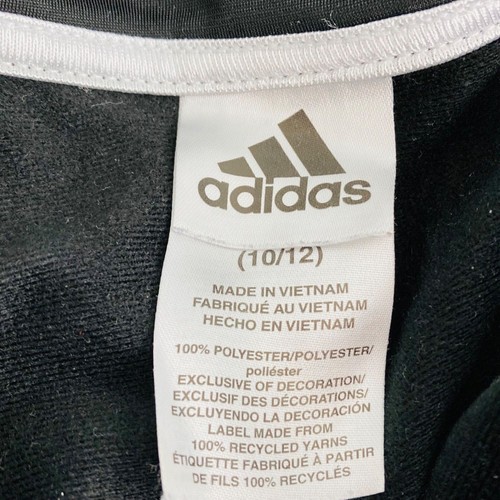 adidas
(10/12)
MADE IN VIETNAM
FABRIQUÉ AU VIETNAM
HECHO EN VIETNAM
100% POLYESTER/POLYESTER/
poliéster
EXCLUSIVE OF DECORATION/
EXCLUSIF DES DÉCORATIONS/
EXCLUYENDO LA DECORACIÓN
LABEL MADE FROM
100% RECYCLED YARNS
ÉTIQUETTE FABRIQUÉ À PARTIR
DE FILS 100% RECYCLÉS